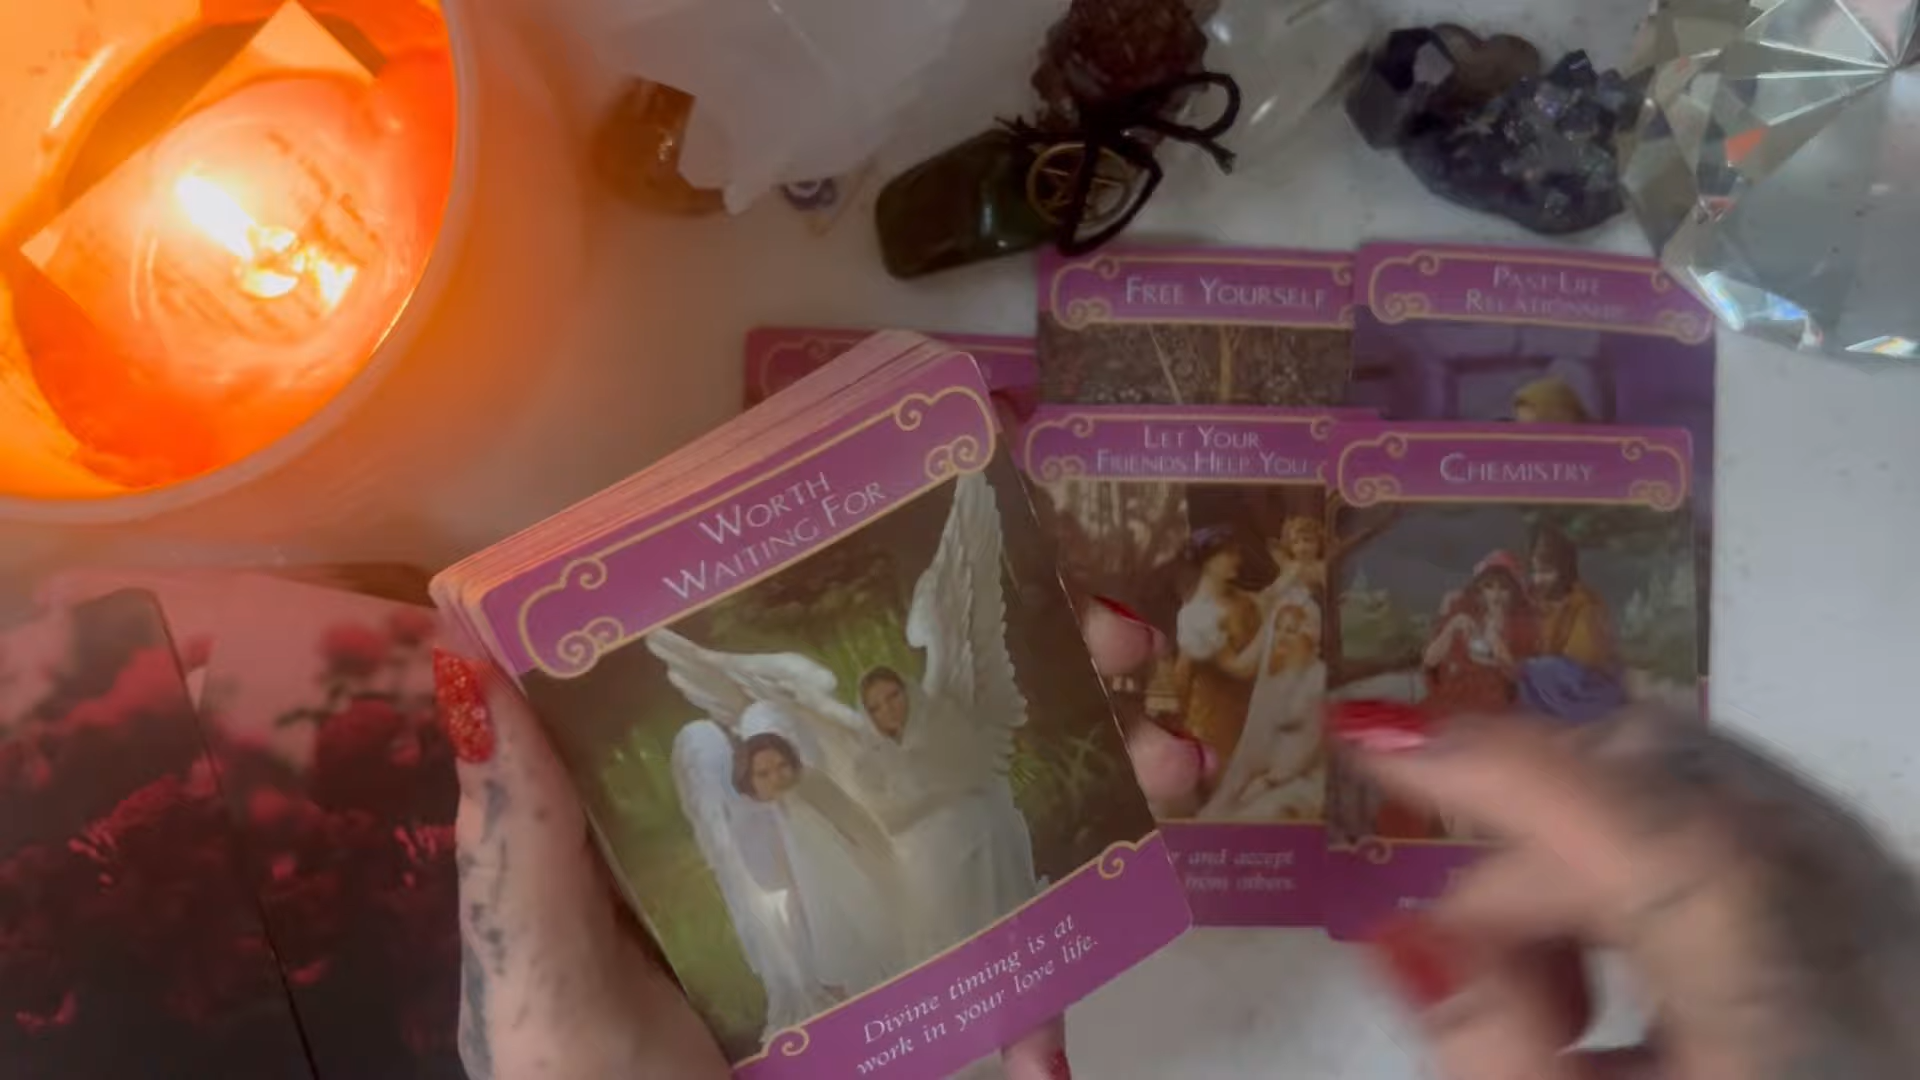 FREE YOURSELF
PAST-LIFE
RELATIONSHIP
LET YOUR
FRIENDS HELP YOU
CHEMISTRY
WORTH
WAITING FOR
and accept
from others.
Divine timing is at
work in your love life.